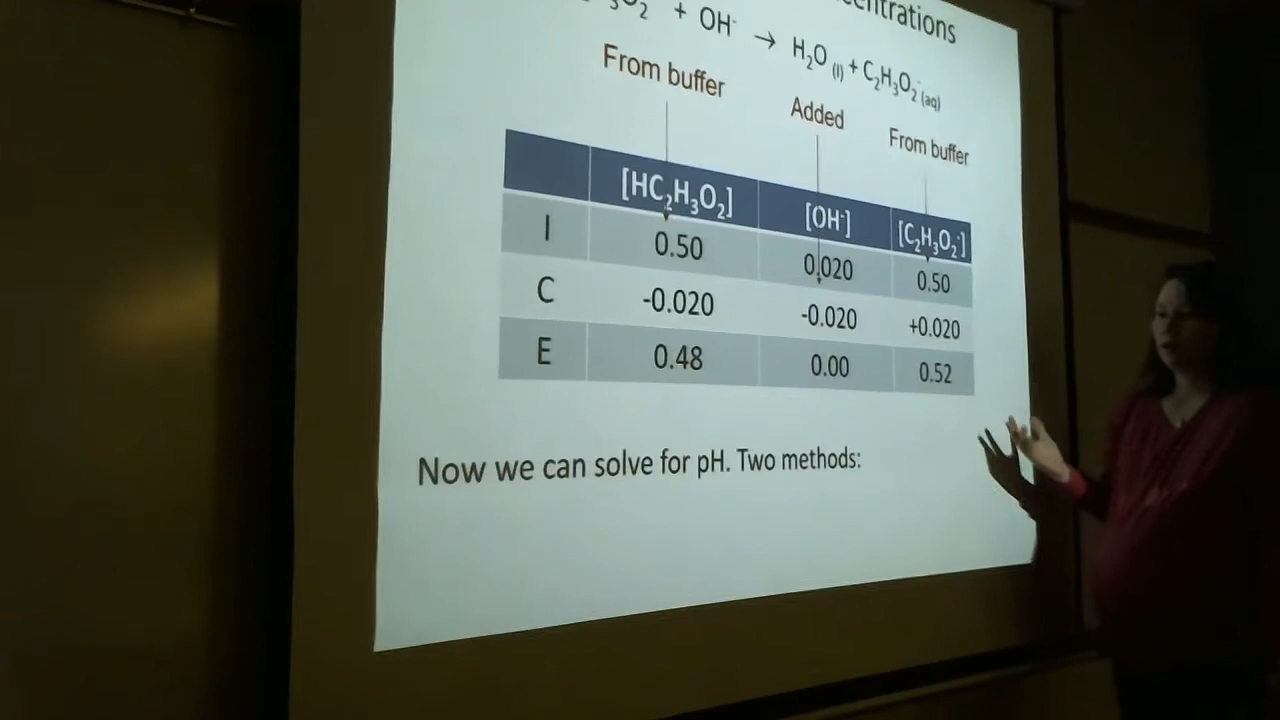 + OH⁻ → H₂O (l) + C₂H₃O₂⁻ (aq)
From buffer
Added
From buffer
[HC₂H₃O₂] [OH⁻] [C₂H₃O₂⁻]
I 0.50 0.020 0.50
C -0.020 -0.020 +0.020
E 0.48 0.00 0.52
Now we can solve for pH. Two methods: